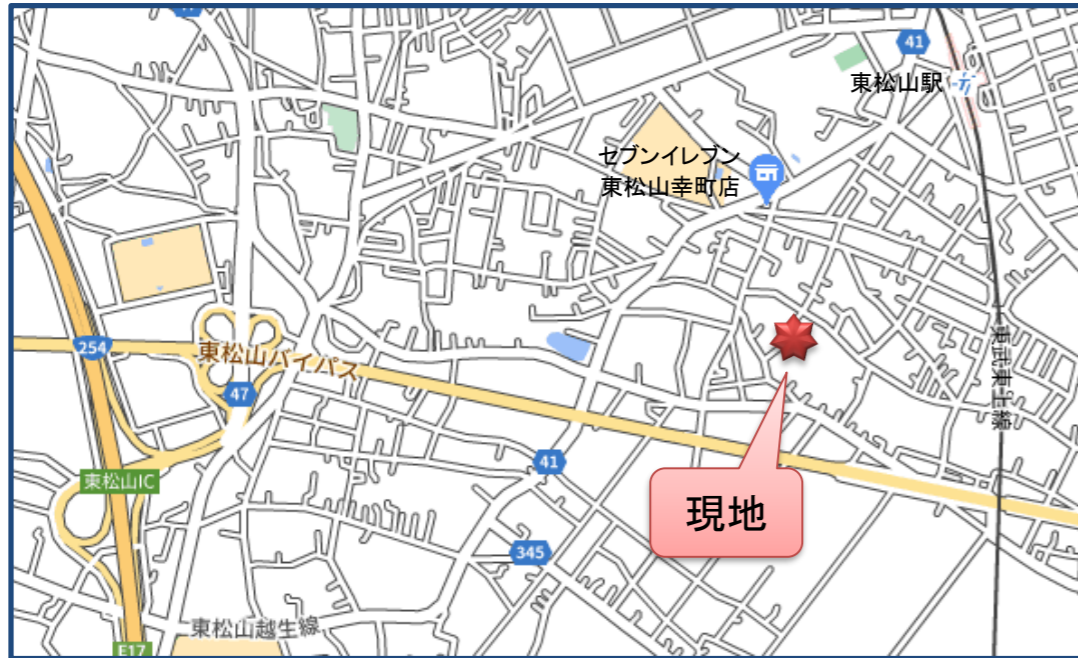 41
東松山駅
セブンイレブン
東松山幸町店
254
東松山バイパス
47
東武東上線
東松山IC
41
現地
345
東松山越生線
E17